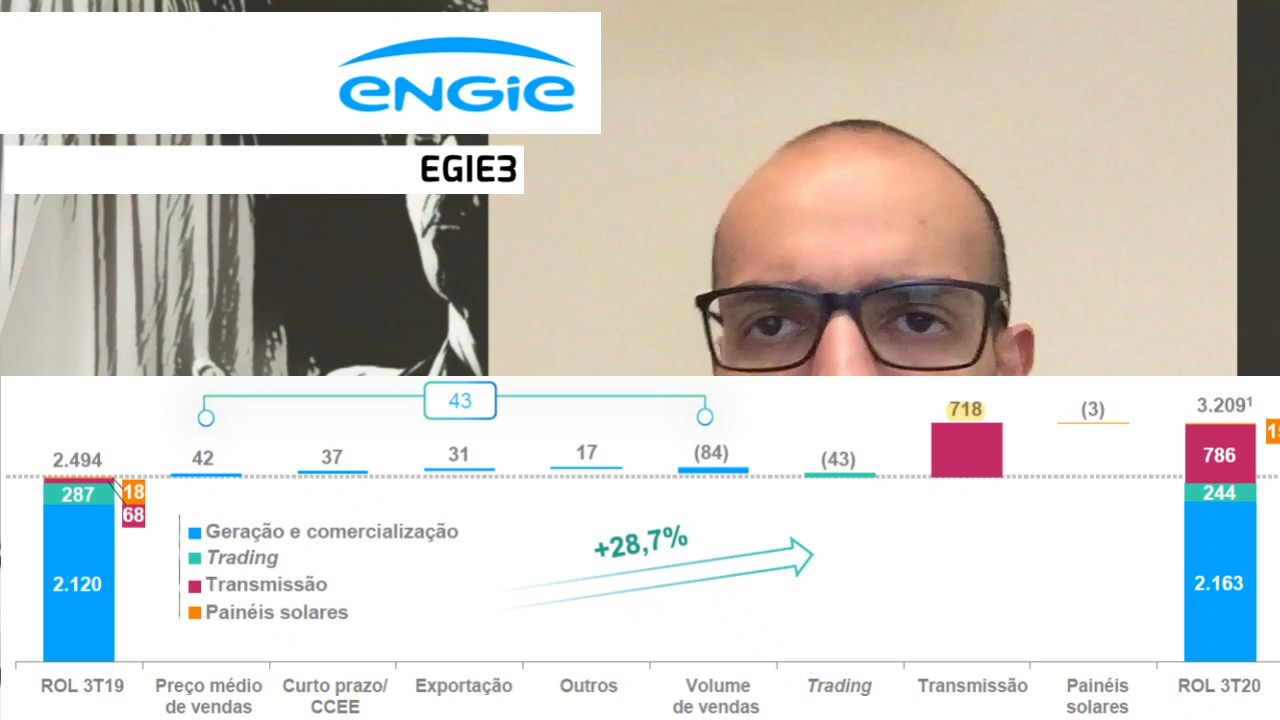 ENGIE
EGIE3
43
2.494
42
37
31
17
(84)
(43)
718
(3)
3.209¹
287
18
68
2.120
Geração e comercialização
Trading
Transmissão
Painéis solares
+28,7%
786
244
2.163
ROL 3T19
Preço médio
de vendas
Curto prazo/
CCEE
Exportação
Outros
Volume
de vendas
Trading
Transmissão
Painéis
solares
ROL 3T20